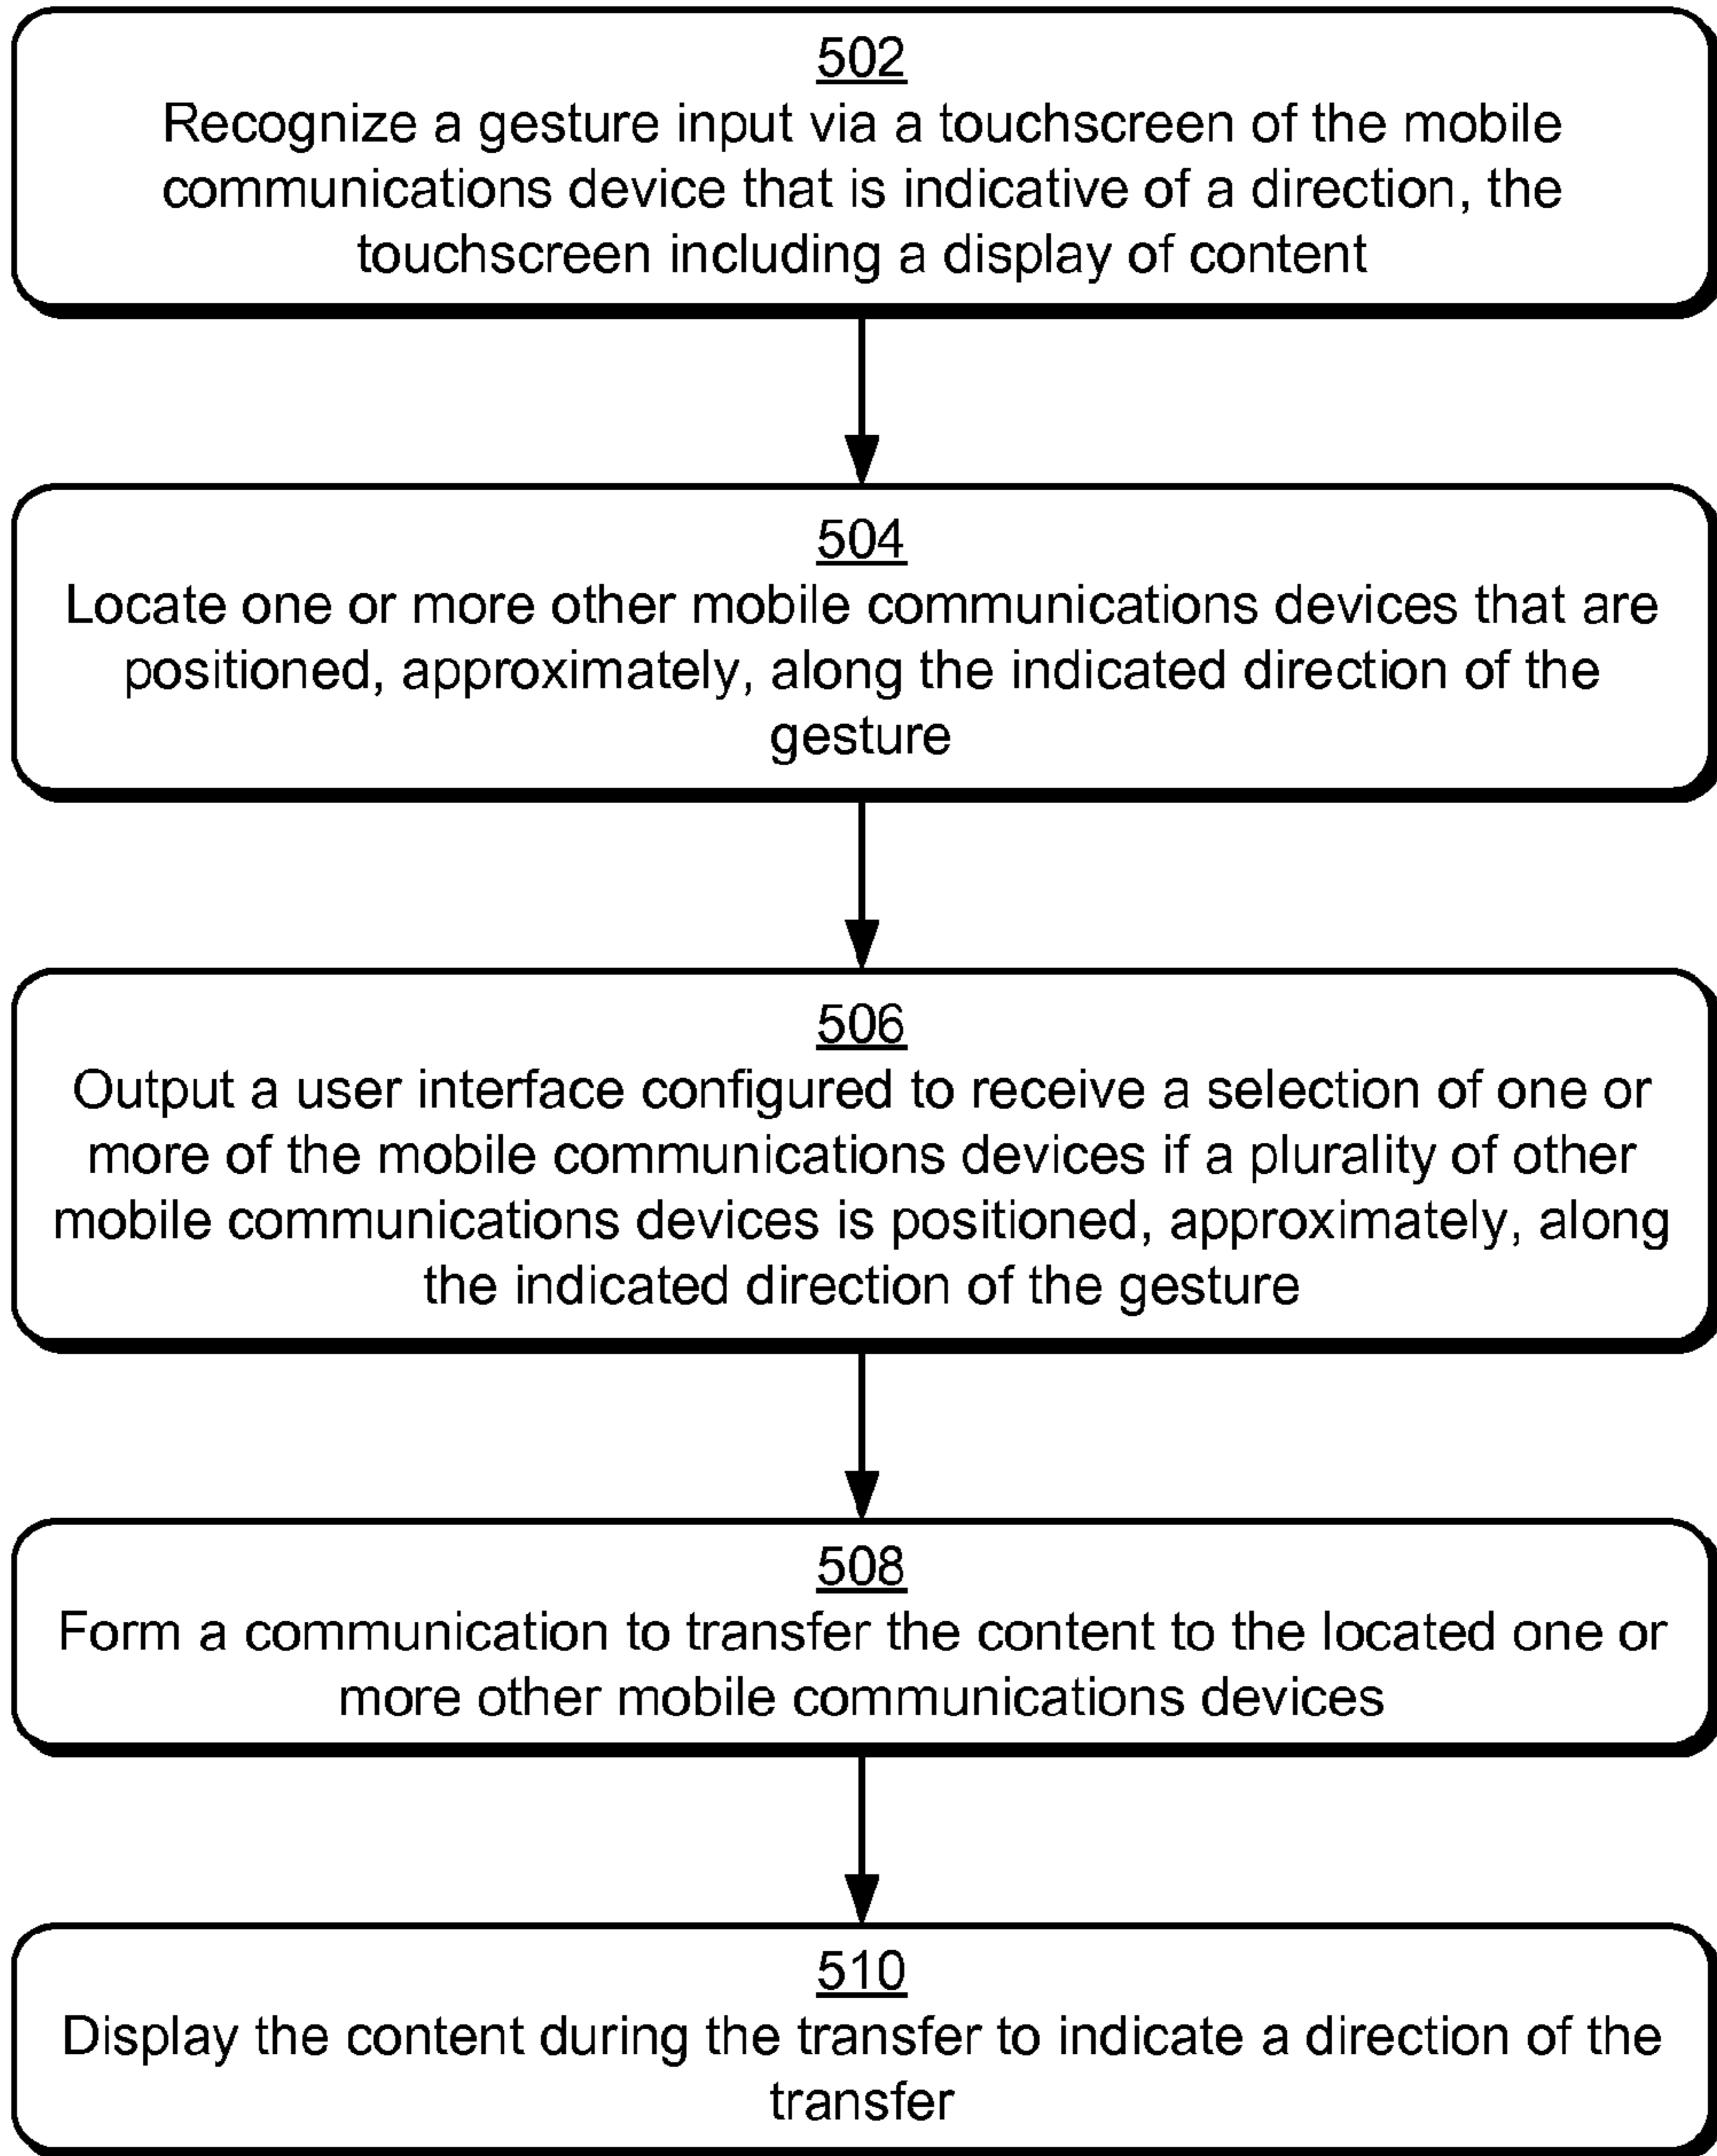 502
Recognize a gesture input via a touchscreen of the mobile
communications device that is indicative of a direction, the
touchscreen including a display of content
504
Locate one or more other mobile communications devices that are
positioned, approximately, along the indicated direction of the
gesture
506
Output a user interface configured to receive a selection of one or
more of the mobile communications devices if a plurality of other
mobile communications devices is positioned, approximately, along
the indicated direction of the gesture
508
Form a communication to transfer the content to the located one or
more other mobile communications devices
510
Display the content during the transfer to indicate a direction of the
transfer